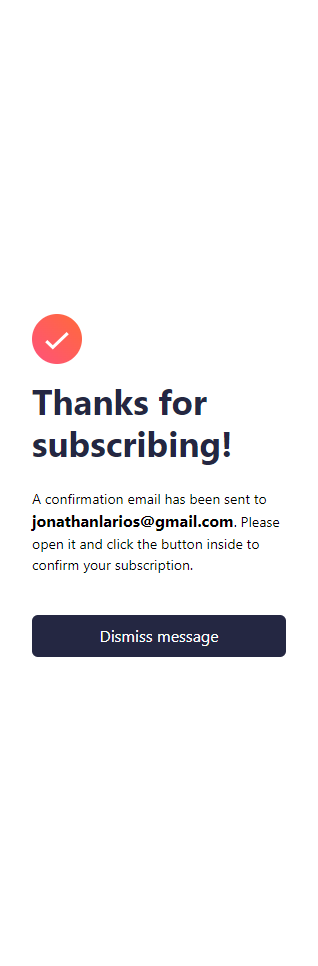 Thanks for
subscribing!
A confirmation email has been sent to
jonathanlarios@gmail.com. Please
open it and click the button inside to
confirm your subscription.
Dismiss message